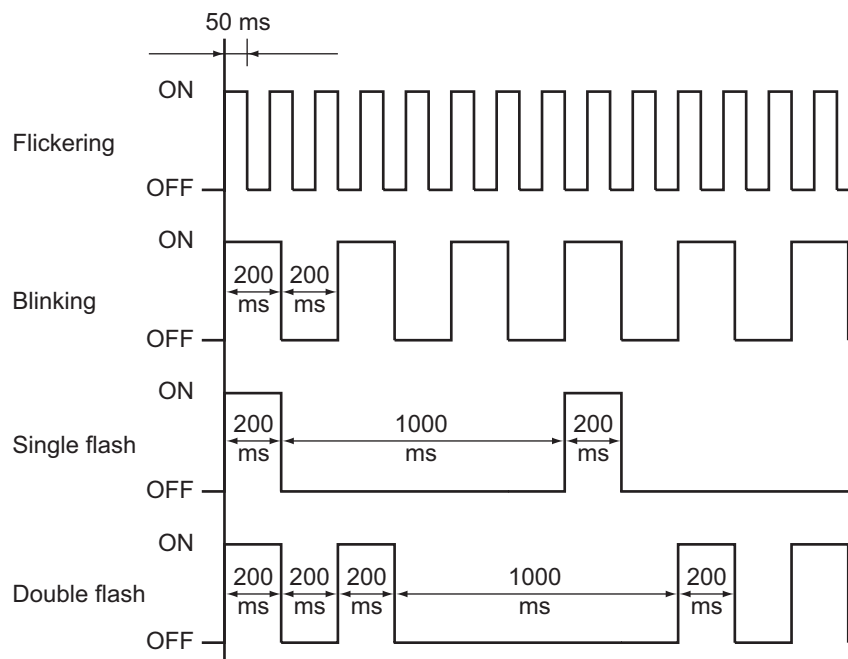 50 ms
ON
Flickering
OFF
ON
200 200
Blinking
ms ms
OFF
ON
200 1000 200
Single flash
ms ms ms
OFF
ON
200 200 200 1000 200
Double flash
ms ms ms ms ms
OFF